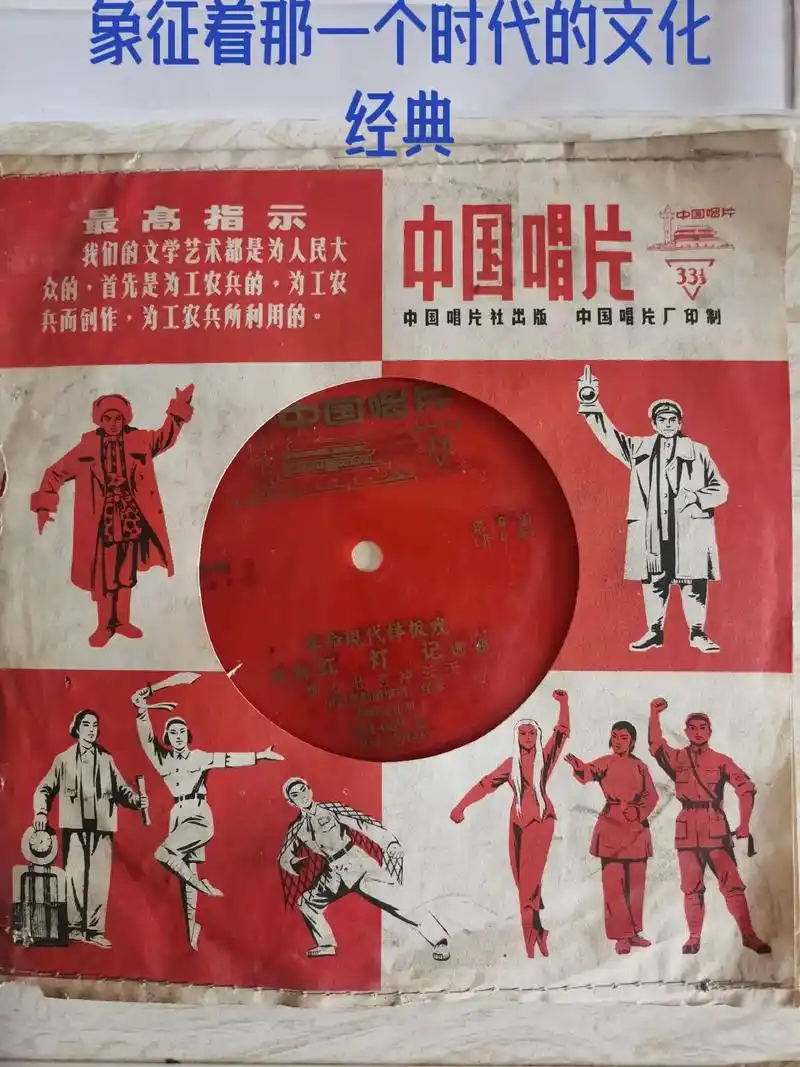 象征着那一个时代的文化
经典
最高指示
我们的文学艺术都是为人民大
众的，首先是为工农兵的，为工农
兵而创作，为工农兵所利用的。
中国唱片
中国唱片
33⅓
中国唱片社出版 中国唱片厂印制
中国唱片
革命现代样板戏
红灯记